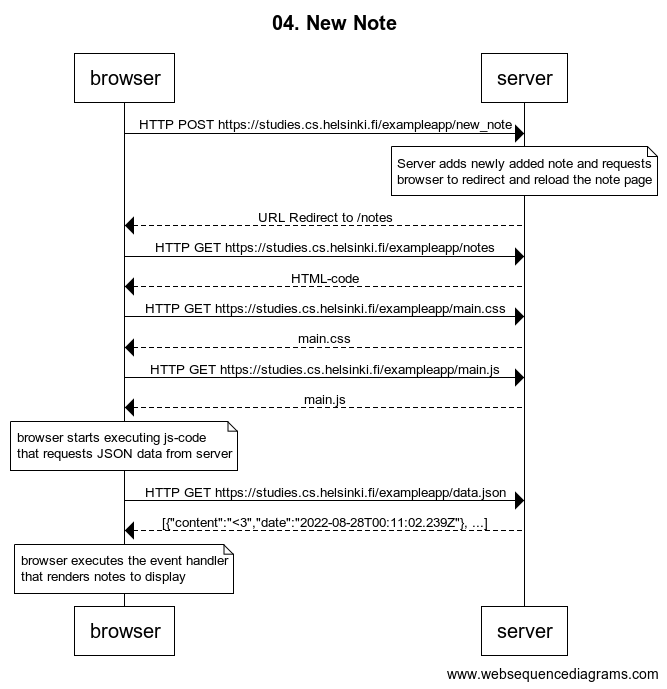 04. New Note
browser
server
HTTP POST https://studies.cs.helsinki.fi/exampleapp/new_note
Server adds newly added note and requests
browser to redirect and reload the note page
URL Redirect to /notes
HTTP GET https://studies.cs.helsinki.fi/exampleapp/notes
HTML-code
HTTP GET https://studies.cs.helsinki.fi/exampleapp/main.css
main.css
HTTP GET https://studies.cs.helsinki.fi/exampleapp/main.js
main.js
browser starts executing js-code
that requests JSON data from server
HTTP GET https://studies.cs.helsinki.fi/exampleapp/data.json
[{"content":"<3","date":"2022-08-28T00:11:02.239Z"}, ...]
browser executes the event handler
that renders notes to display
browser
server
www.websequencediagrams.com